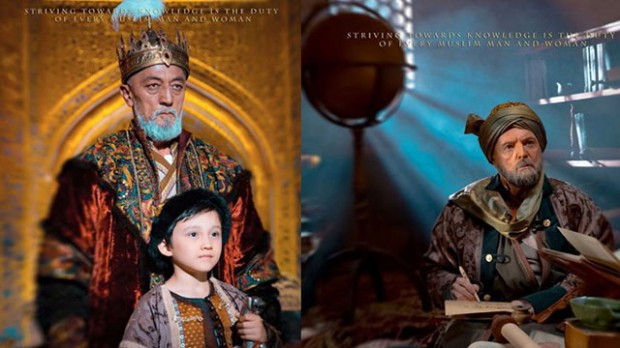 STRIVING TOWARDS KNOWLEDGE IS THE DUTY
OF EVERY MUSLIM MAN AND WOMAN
STRIVING TOWARDS KNOWLEDGE IS THE DUTY
OF EVERY MUSLIM MAN AND WOMAN